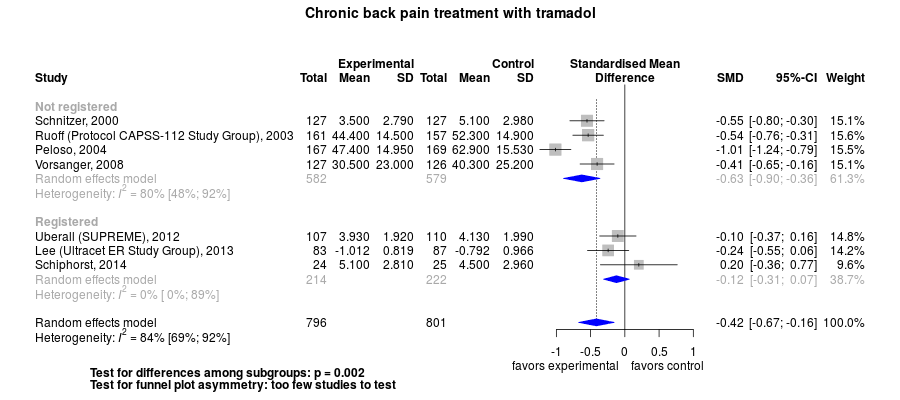 Chronic back pain treatment with tramadol
Experimental Control Standardised Mean
Study Total Mean SD Total Mean SD Difference SMD 95%-CI Weight
Not registered
Schnitzer, 2000 127 3.500 2.790 127 5.100 2.980 -0.55 [-0.80; -0.30] 15.1%
Ruoff (Protocol CAPSS-112 Study Group), 2003 161 44.400 14.500 157 52.300 14.900 -0.54 [-0.76; -0.31] 15.6%
Peloso, 2004 167 47.400 14.950 169 62.900 15.530 -1.01 [-1.24; -0.79] 15.5%
Vorsanger, 2008 127 30.500 23.000 126 40.300 25.200 -0.41 [-0.65; -0.16] 15.1%
Random effects model 582 579 -0.63 [-0.90; -0.36] 61.3%
Heterogeneity: I² = 80% [48%; 92%]
Registered
Uberall (SUPREME), 2012 107 3.930 1.920 110 4.130 1.990 -0.10 [-0.37; 0.16] 14.8%
Lee (Ultracet ER Study Group), 2013 83 -1.012 0.819 87 -0.792 0.966 -0.24 [-0.55; 0.06] 14.2%
Schiphorst, 2014 24 5.100 2.810 25 4.500 2.960 0.20 [-0.36; 0.77] 9.6%
Random effects model 214 222 -0.12 [-0.31; 0.07] 38.7%
Heterogeneity: I² = 0% [ 0%; 89%]
Random effects model 796 801 -0.42 [-0.67; -0.16] 100.0%
Heterogeneity: I² = 84% [69%; 92%]
-1 -0.5 0 0.5 1
favors experimental favors control
Test for differences among subgroups: p = 0.002
Test for funnel plot asymmetry: too few studies to test